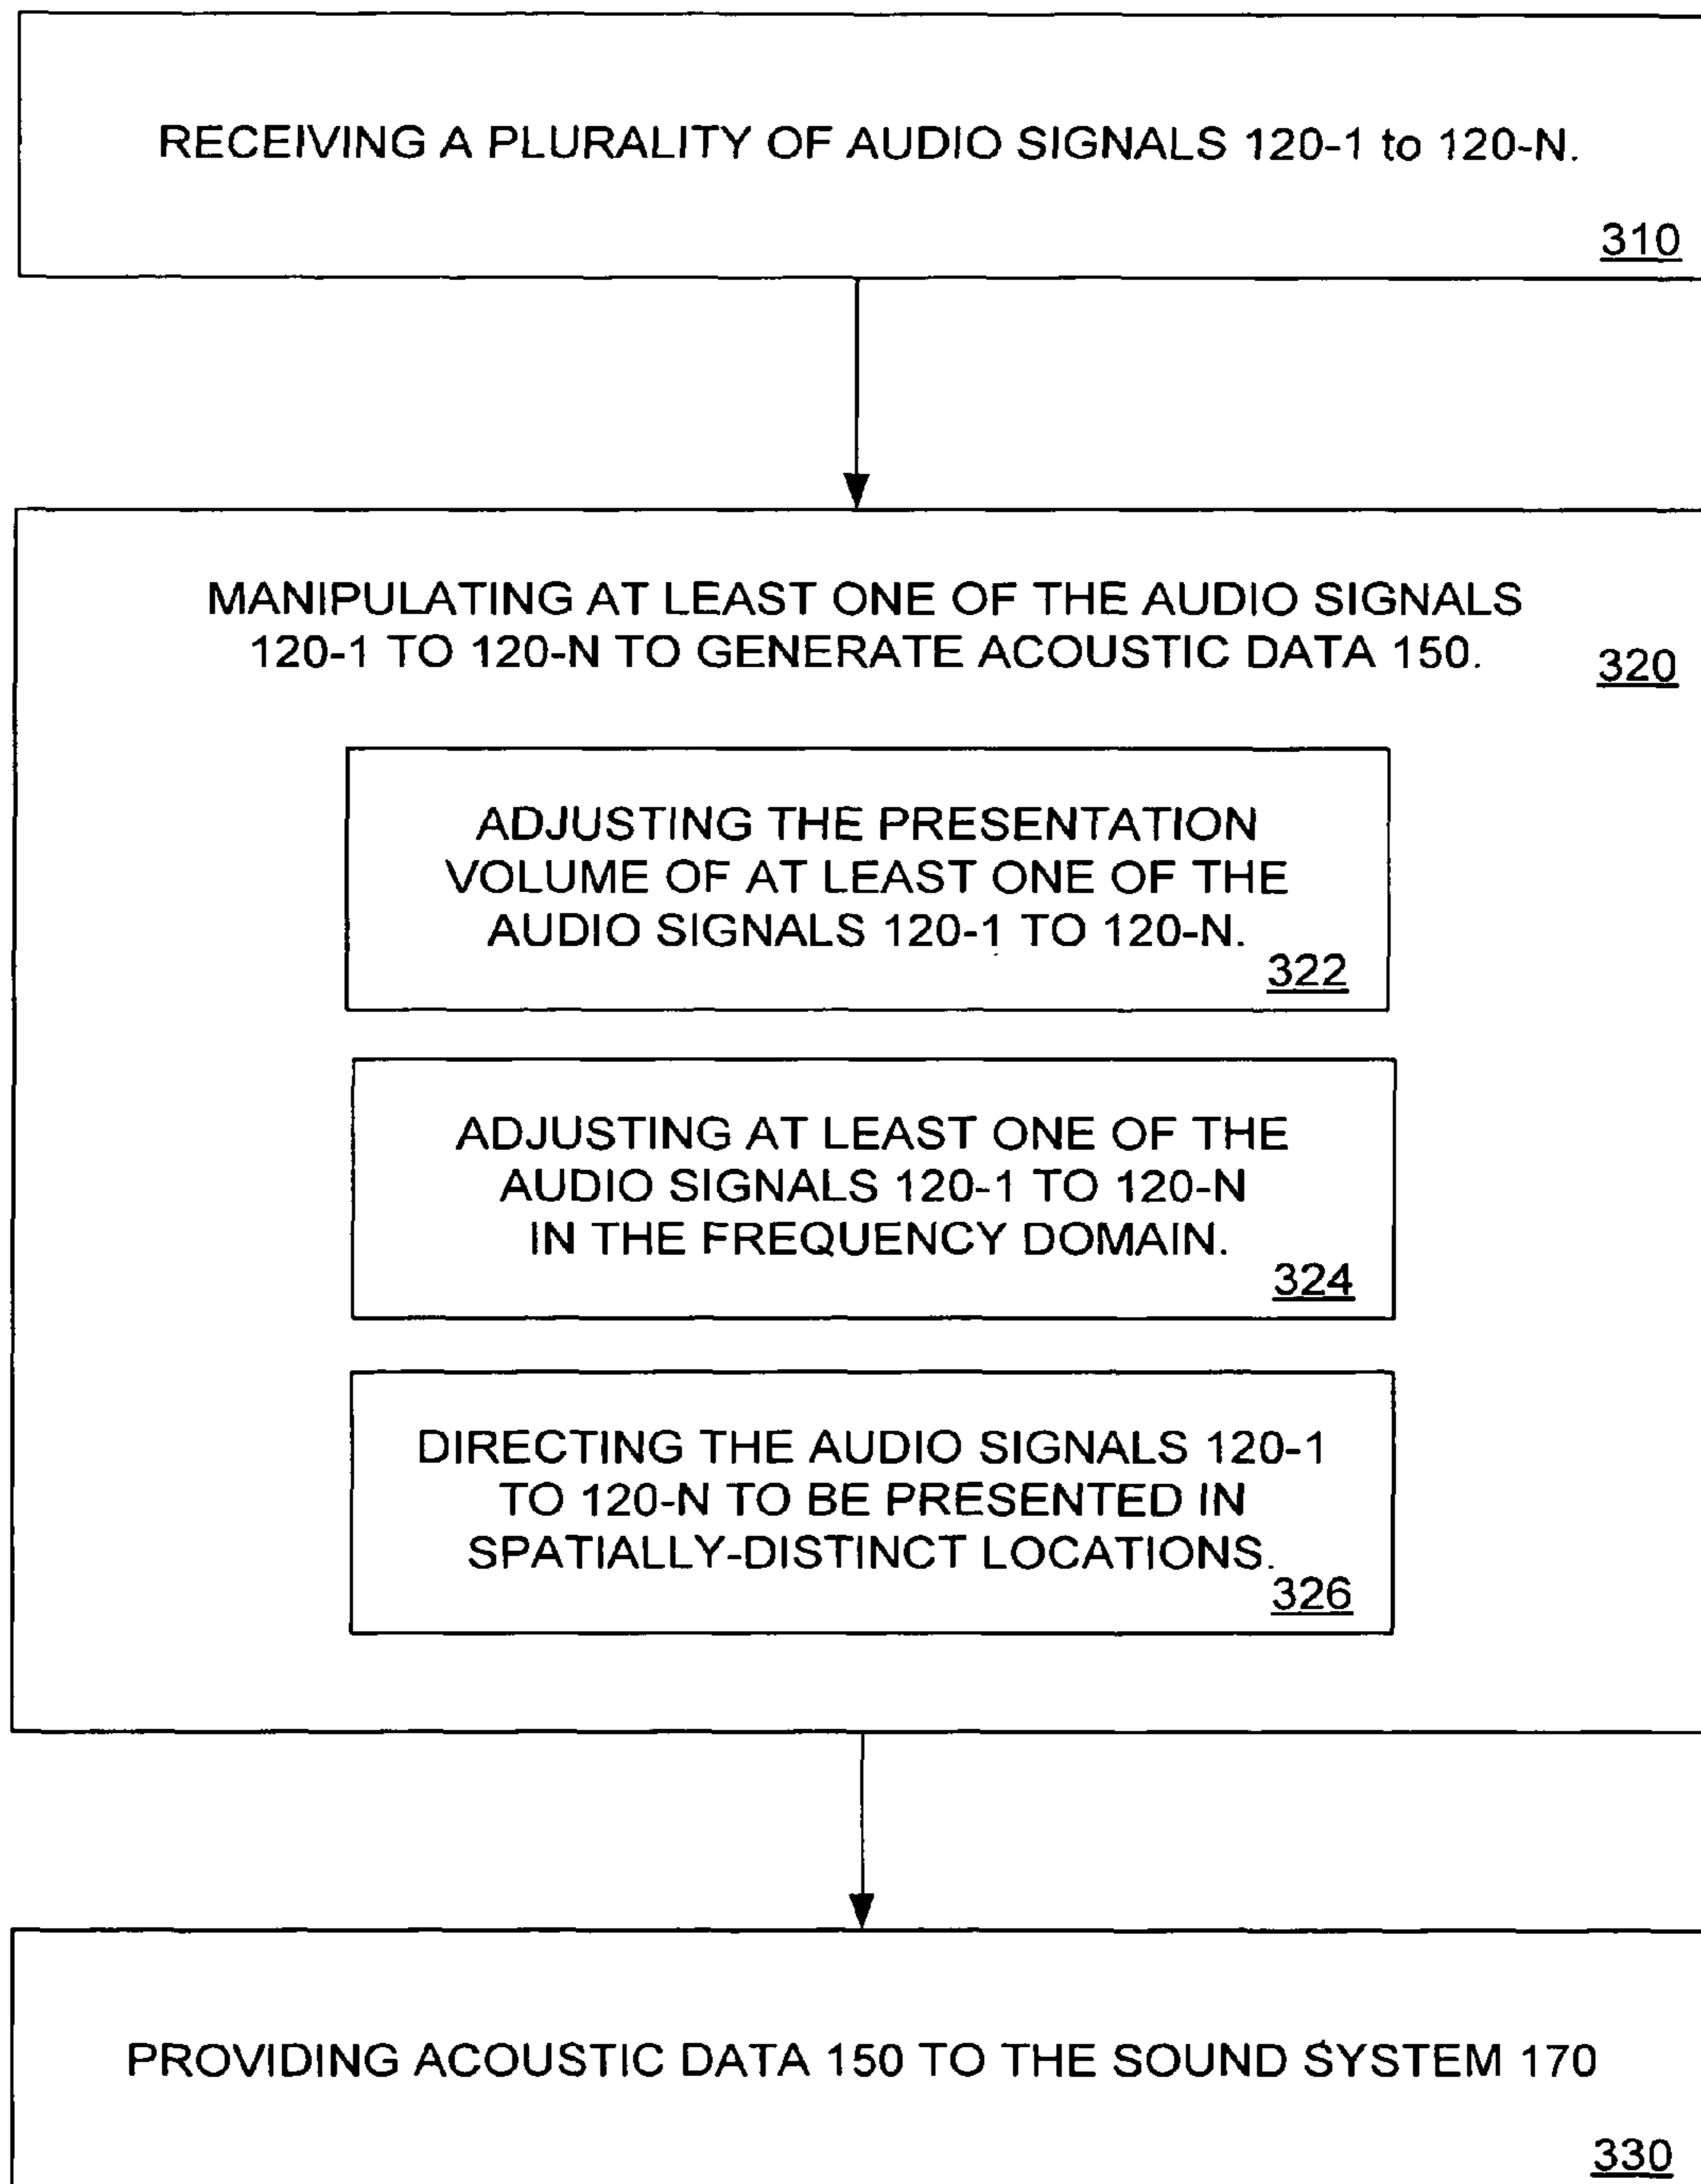 RECEIVING A PLURALITY OF AUDIO SIGNALS 120-1 to 120-N.
310
MANIPULATING AT LEAST ONE OF THE AUDIO SIGNALS
120-1 TO 120-N TO GENERATE ACOUSTIC DATA 150.
320
ADJUSTING THE PRESENTATION
VOLUME OF AT LEAST ONE OF THE
AUDIO SIGNALS 120-1 TO 120-N.
322
ADJUSTING AT LEAST ONE OF THE
AUDIO SIGNALS 120-1 TO 120-N
IN THE FREQUENCY DOMAIN.
324
DIRECTING THE AUDIO SIGNALS 120-1
TO 120-N TO BE PRESENTED IN
SPATIALLY-DISTINCT LOCATIONS.
326
PROVIDING ACOUSTIC DATA 150 TO THE SOUND SYSTEM 170
330